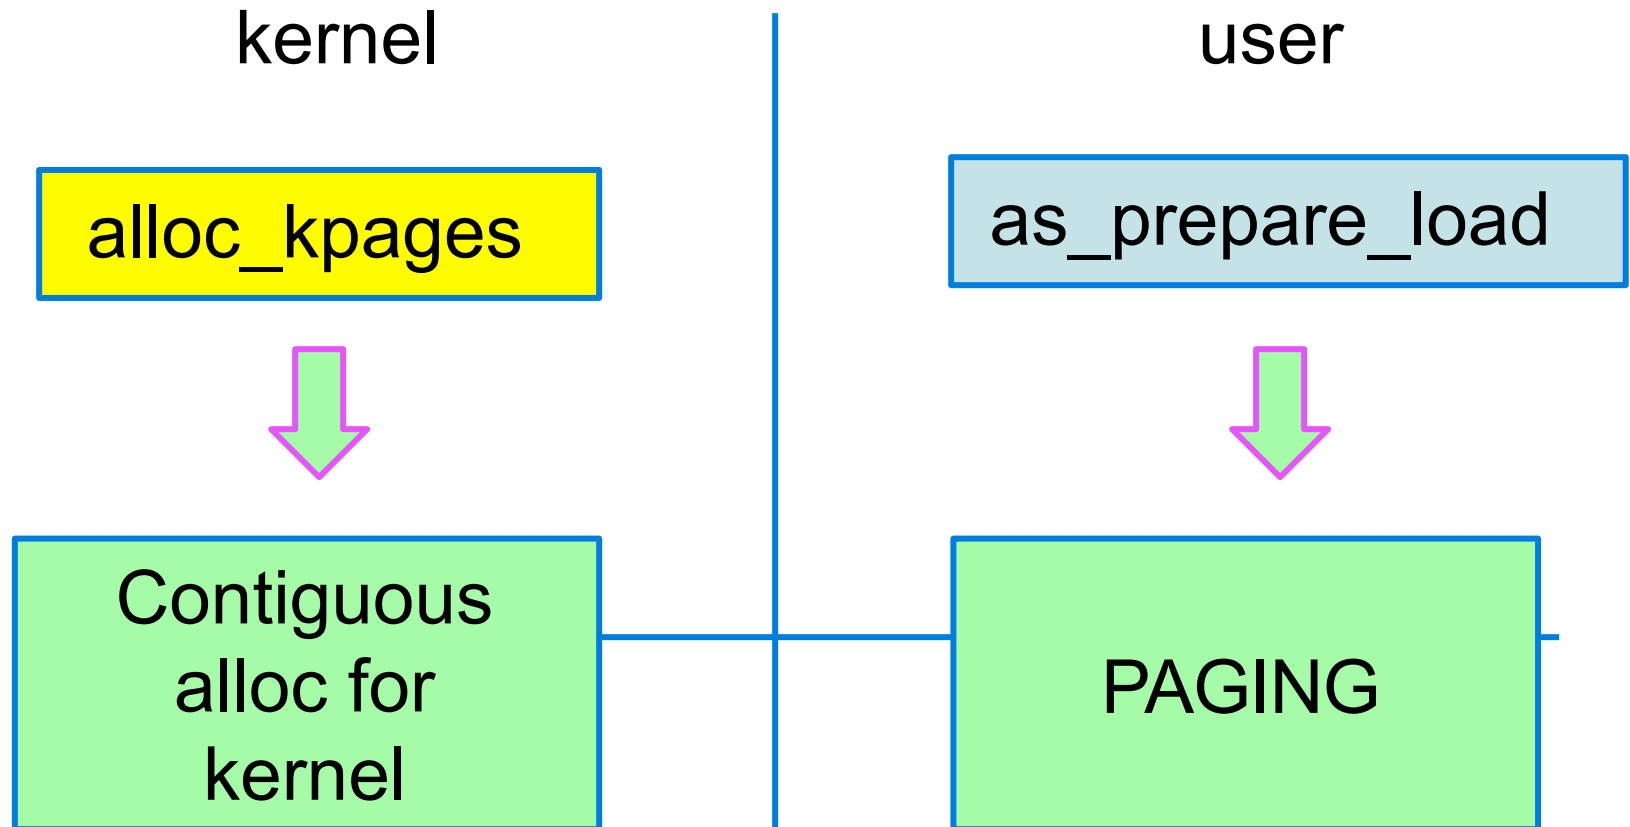 kernel
user
alloc_kpages
as_prepare_load
Contiguous
alloc for
kernel
PAGING